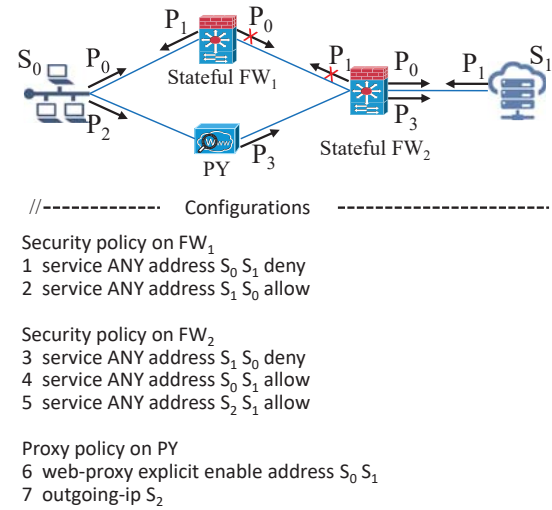 P₁ P₀
S₀ P₀ Stateful FW₁ P₁ P₀ P₁ S₁
P₂ PY P₃ Stateful FW₂ P₃
//-------------- Configurations --------------------
Security policy on FW₁
1 service ANY address S₀ S₁ deny
2 service ANY address S₁ S₀ allow
Security policy on FW₂
3 service ANY address S₁ S₀ deny
4 service ANY address S₀ S₁ allow
5 service ANY address S₂ S₁ allow
Proxy policy on PY
6 web-proxy explicit enable address S₀ S₁
7 outgoing-ip S₂